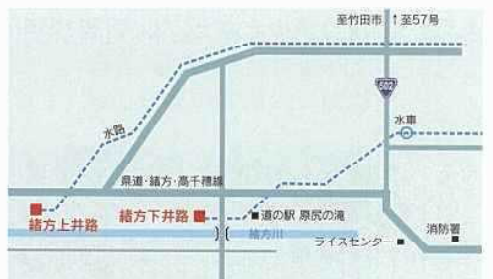 至竹田市 ↑至57号
502
水車
水路
県道・緒方・高千穂線
緒方上井路
緒方下井路
道の駅 原尻の滝
緒方川
ライスセンター
消防署